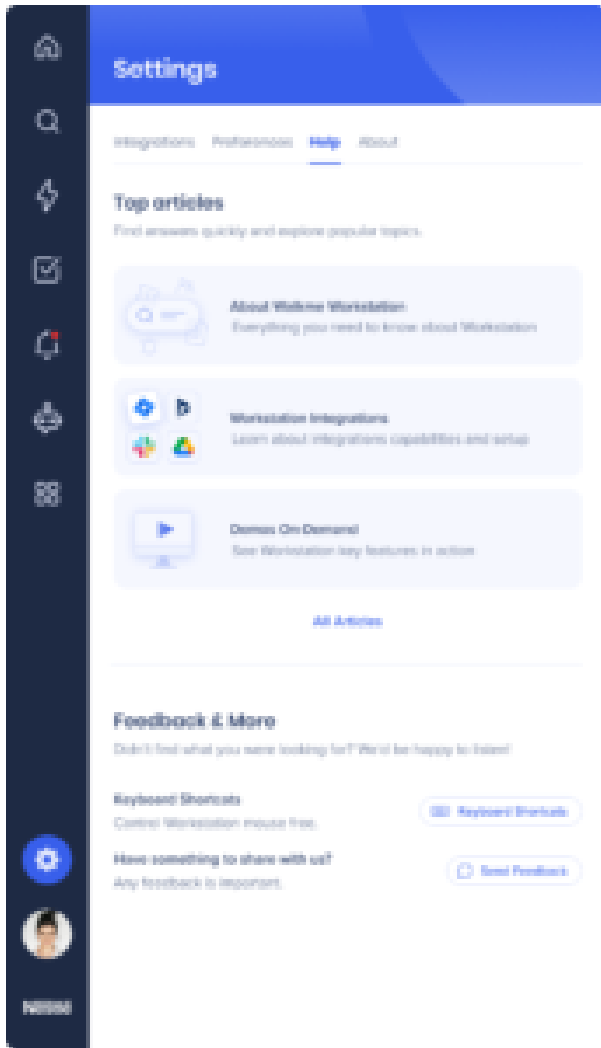 Settings
Integrations Preferences Help About
Top articles
Find answers quickly and explore popular topics.
About Walkme Workstation
Everything you need to know about Workstation
Workstation Integrations
Learn about integrations capabilities and setup
Demos On-Demand
See Workstation key features in action
All Articles
Feedback & More
Didn't find what you were looking for? We'd be happy to listen!
Keyboard Shortcuts
Control Workstation mouse free.
Keyboard Shortcuts
Have something to share with us?
Any feedback is important.
Send Feedback